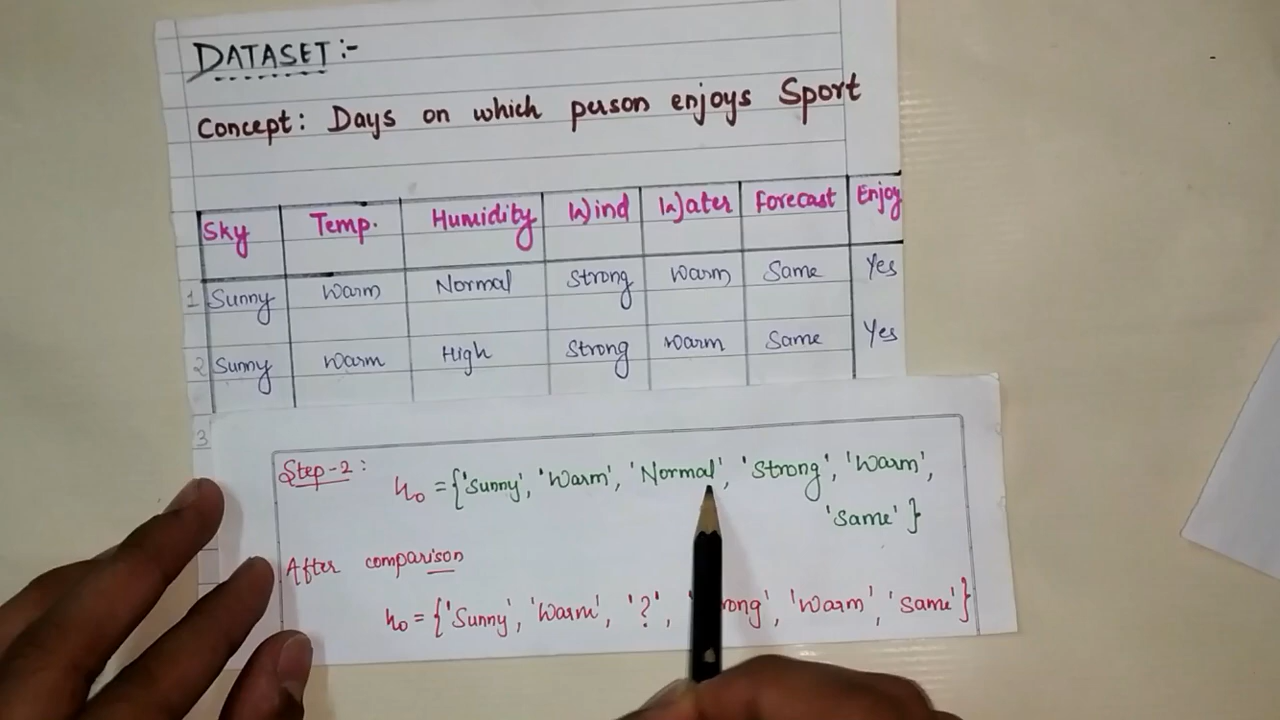 DATASET :-
Concept: Days on which person enjoys Sport
Sky Temp. Humidity Wind Water Forecast Enjoy
1 Sunny Warm Normal Strong Warm Same Yes
2 Sunny Warm High Strong Warm Same Yes
3
Step-2: h0 = {'Sunny', 'Warm', 'Normal', 'Strong', 'Warm',
'Same' }
After comparison
h0 = {'Sunny', 'Warm', '?', 'Warm', 'Same'}